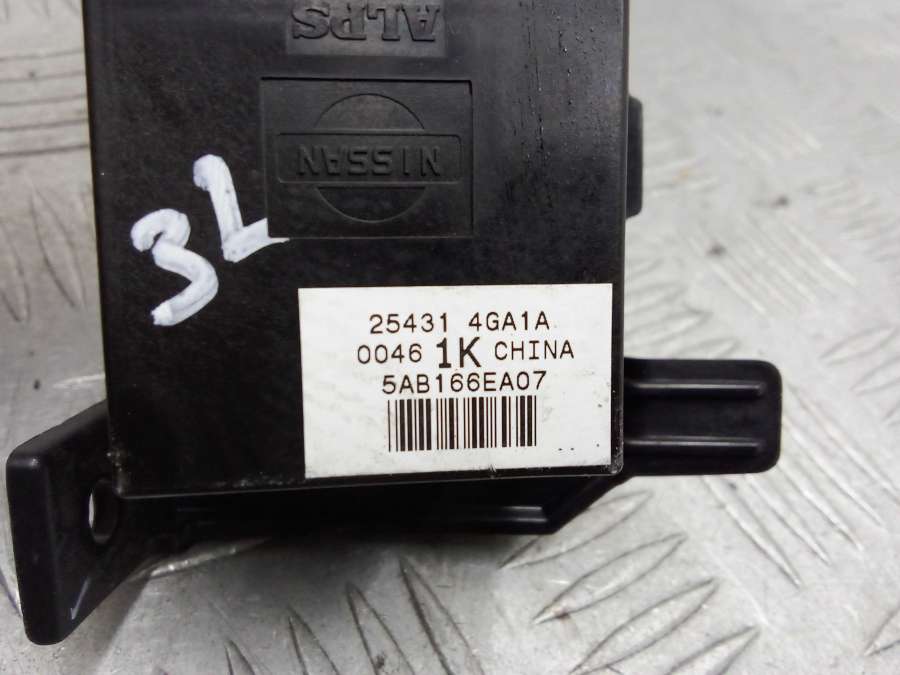 ALPS
NISSAN
3L
25431 4GA1A
0046 1K CHINA
5AB166EA07